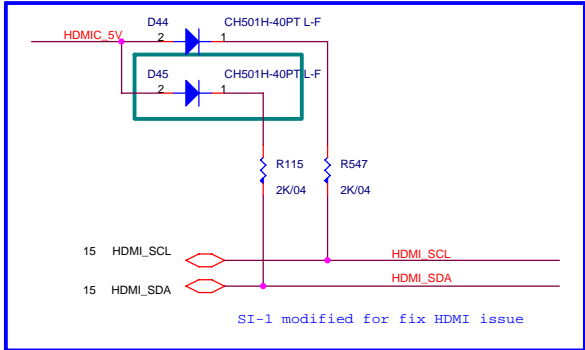 D44 CH501H-40PT L-F
HDMIC_5V 2 1
D45 CH501H-40PT L-F
2 1
R115 R547
2K/04 2K/04
15 HDMI_SCL HDMI_SCL
15 HDMI_SDA HDMI_SDA
SI-1 modified for fix HDMI issue